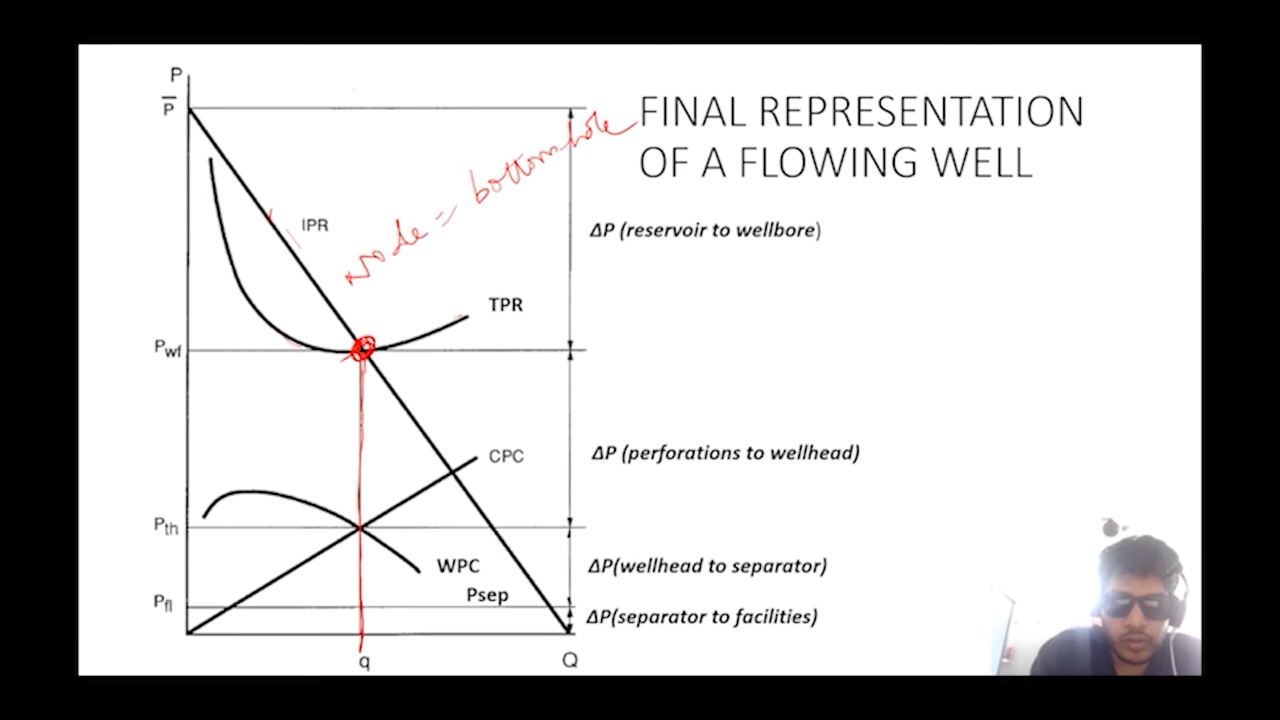 FINAL REPRESENTATION
OF A FLOWING WELL
P
P̅
node = bottomhole
IPR
ΔP (reservoir to wellbore)
TPR
Pwf
CPC
ΔP (perforations to wellhead)
Pth
WPC
ΔP(wellhead to separator)
Psep
Pfl
ΔP(separator to facilities)
q
Q